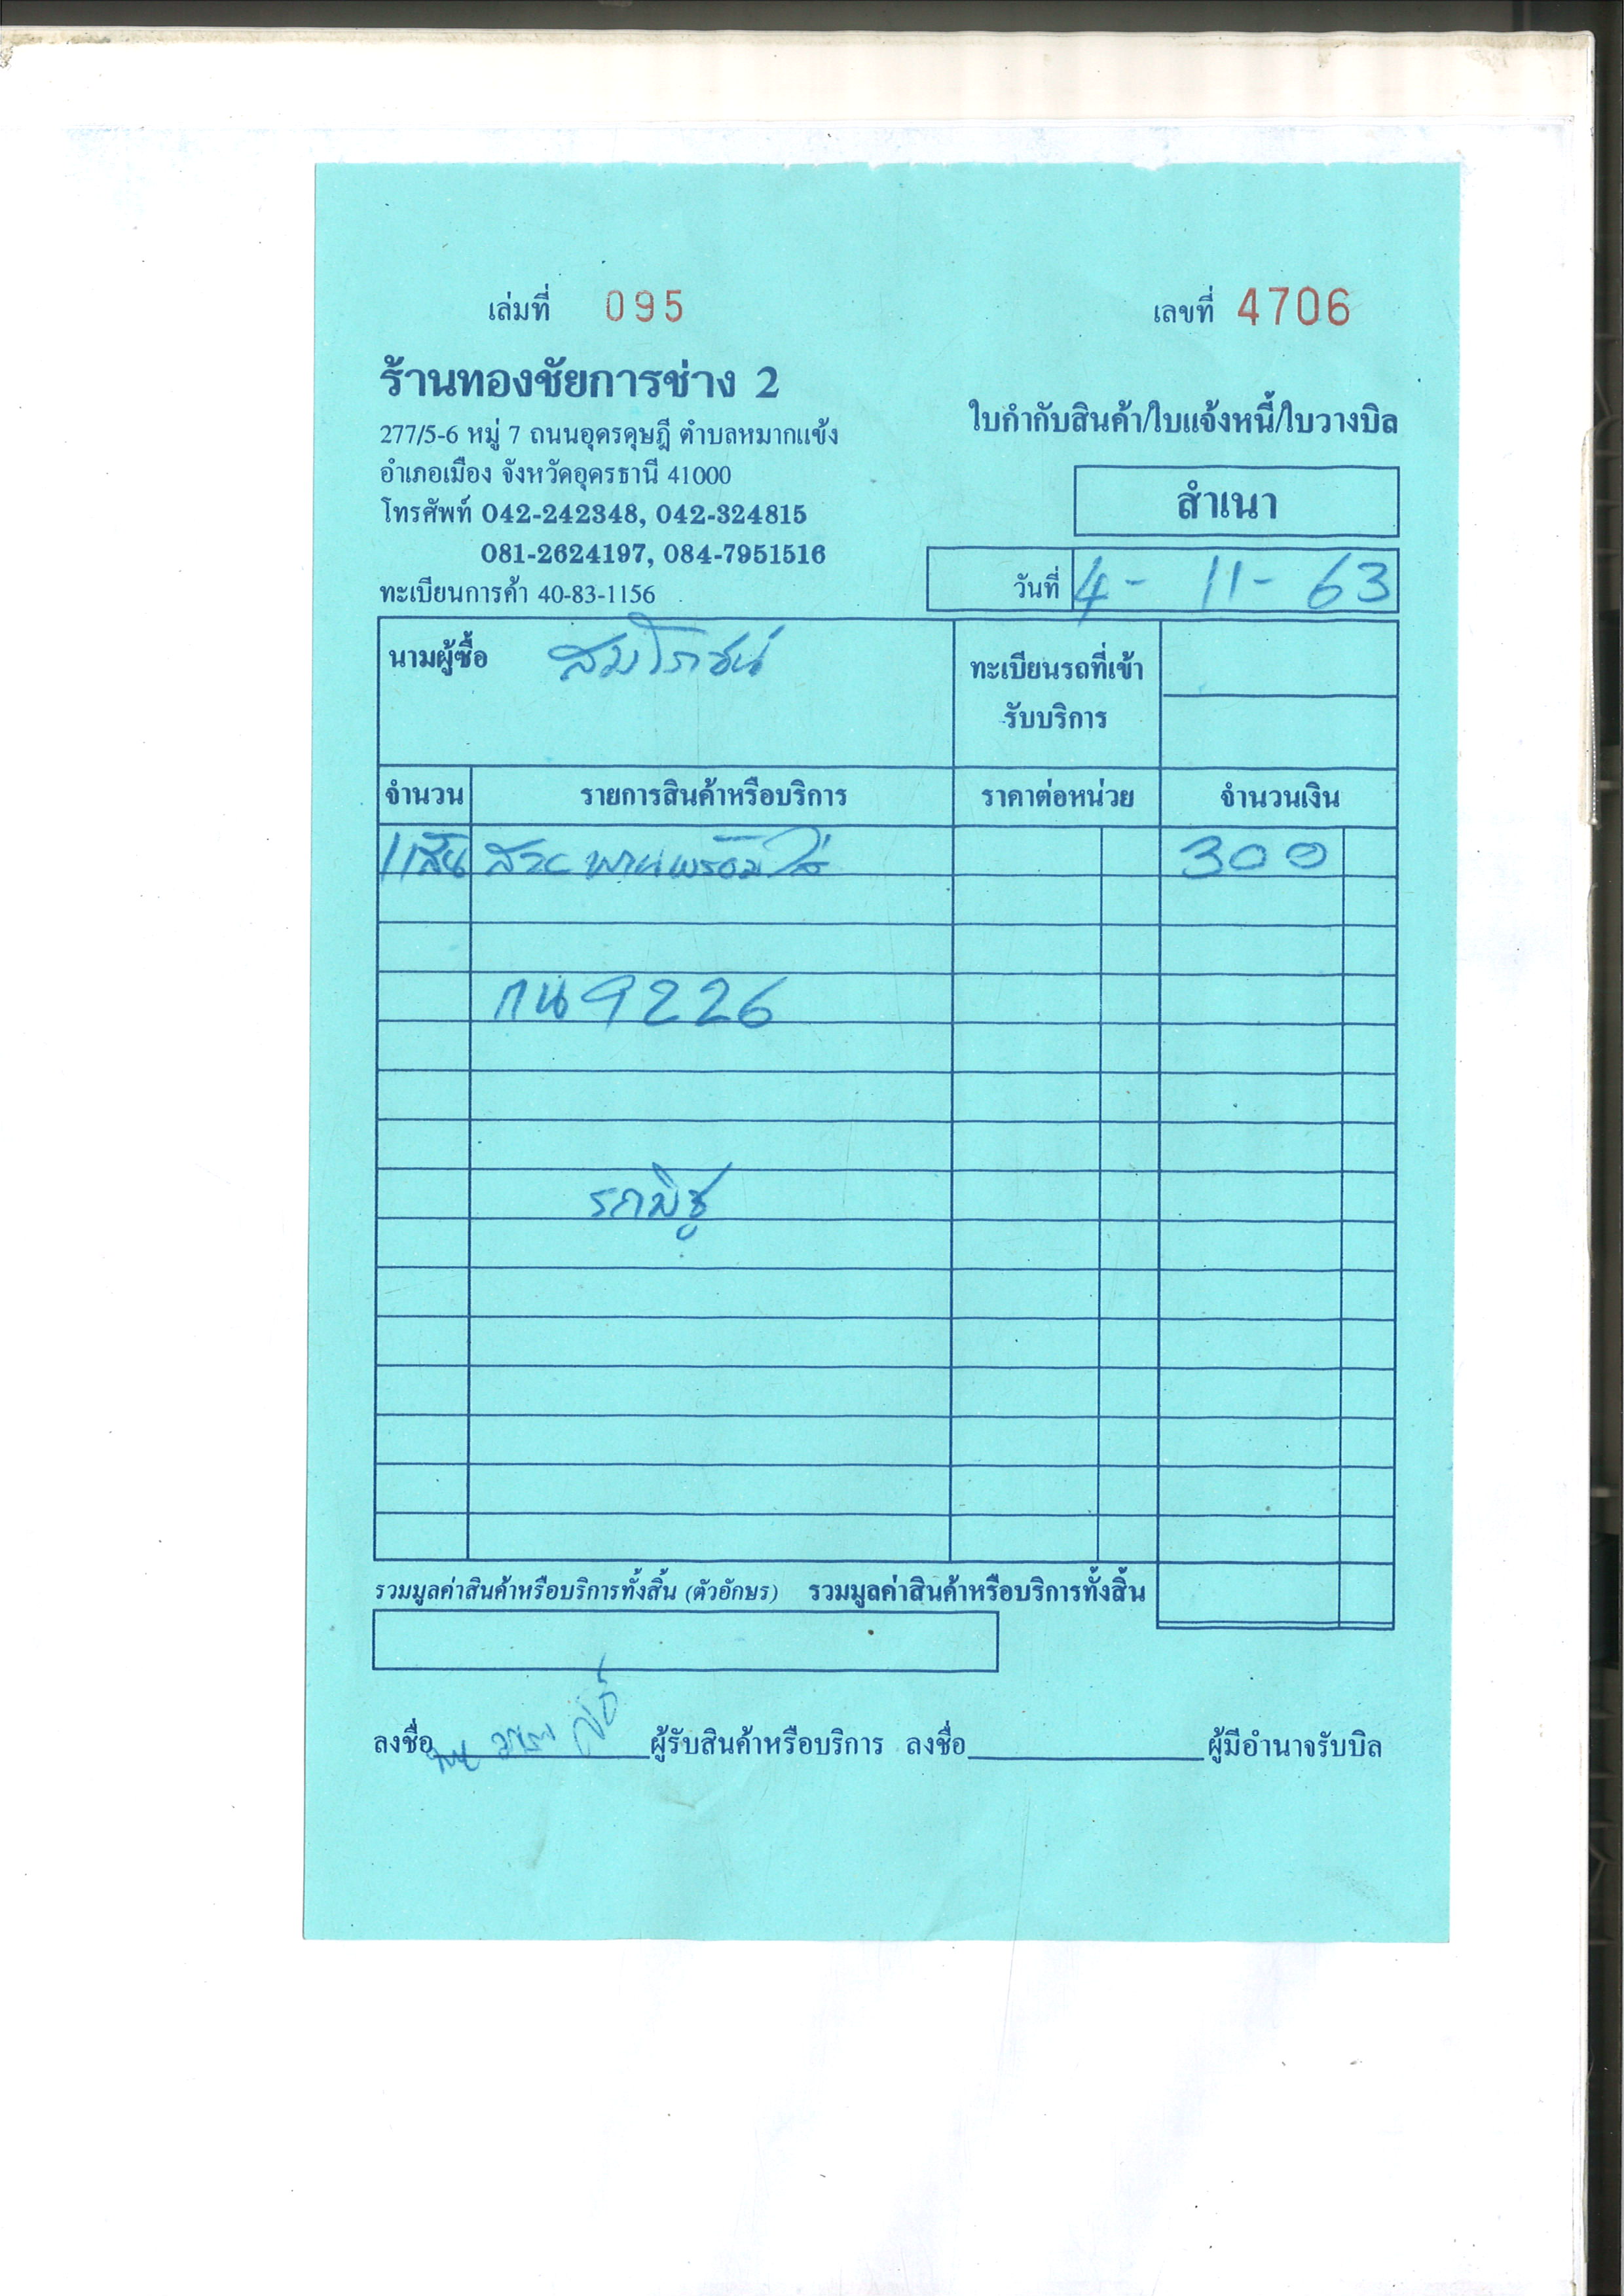 เล่มที่ 095
เลขที่ 4706
ร้านทองชัยการช่าง 2
277/5-6 หมู่ 7 ถนนอุดรดุษฎี ตำบลหมากแข้ง
อำเภอเมือง จังหวัดอุดรธานี 41000
โทรศัพท์ 042-242348, 042-324815
081-2624197, 084-7951516
ทะเบียนการค้า 40-83-1156
ใบกำกับสินค้า/ใบแจ้งหนี้/ใบวางบิล
สำเนา
วันที่ 4 - 11 - 63
นามผู้ซื้อ สมโภชน์
ทะเบียนรถที่เข้า
รับบริการ
จำนวน รายการสินค้าหรือบริการ ราคาต่อหน่วย จำนวนเงิน
1 เส้น สายพานพร้อมใส่ 300
กน 9226
รถมิชู
รวมมูลค่าสินค้าหรือบริการทั้งสิ้น (ตัวอักษร) รวมมูลค่าสินค้าหรือบริการทั้งสิ้น
ลงชื่อ ผู้รับสินค้าหรือบริการ ลงชื่อ ผู้มีอำนาจรับบิล